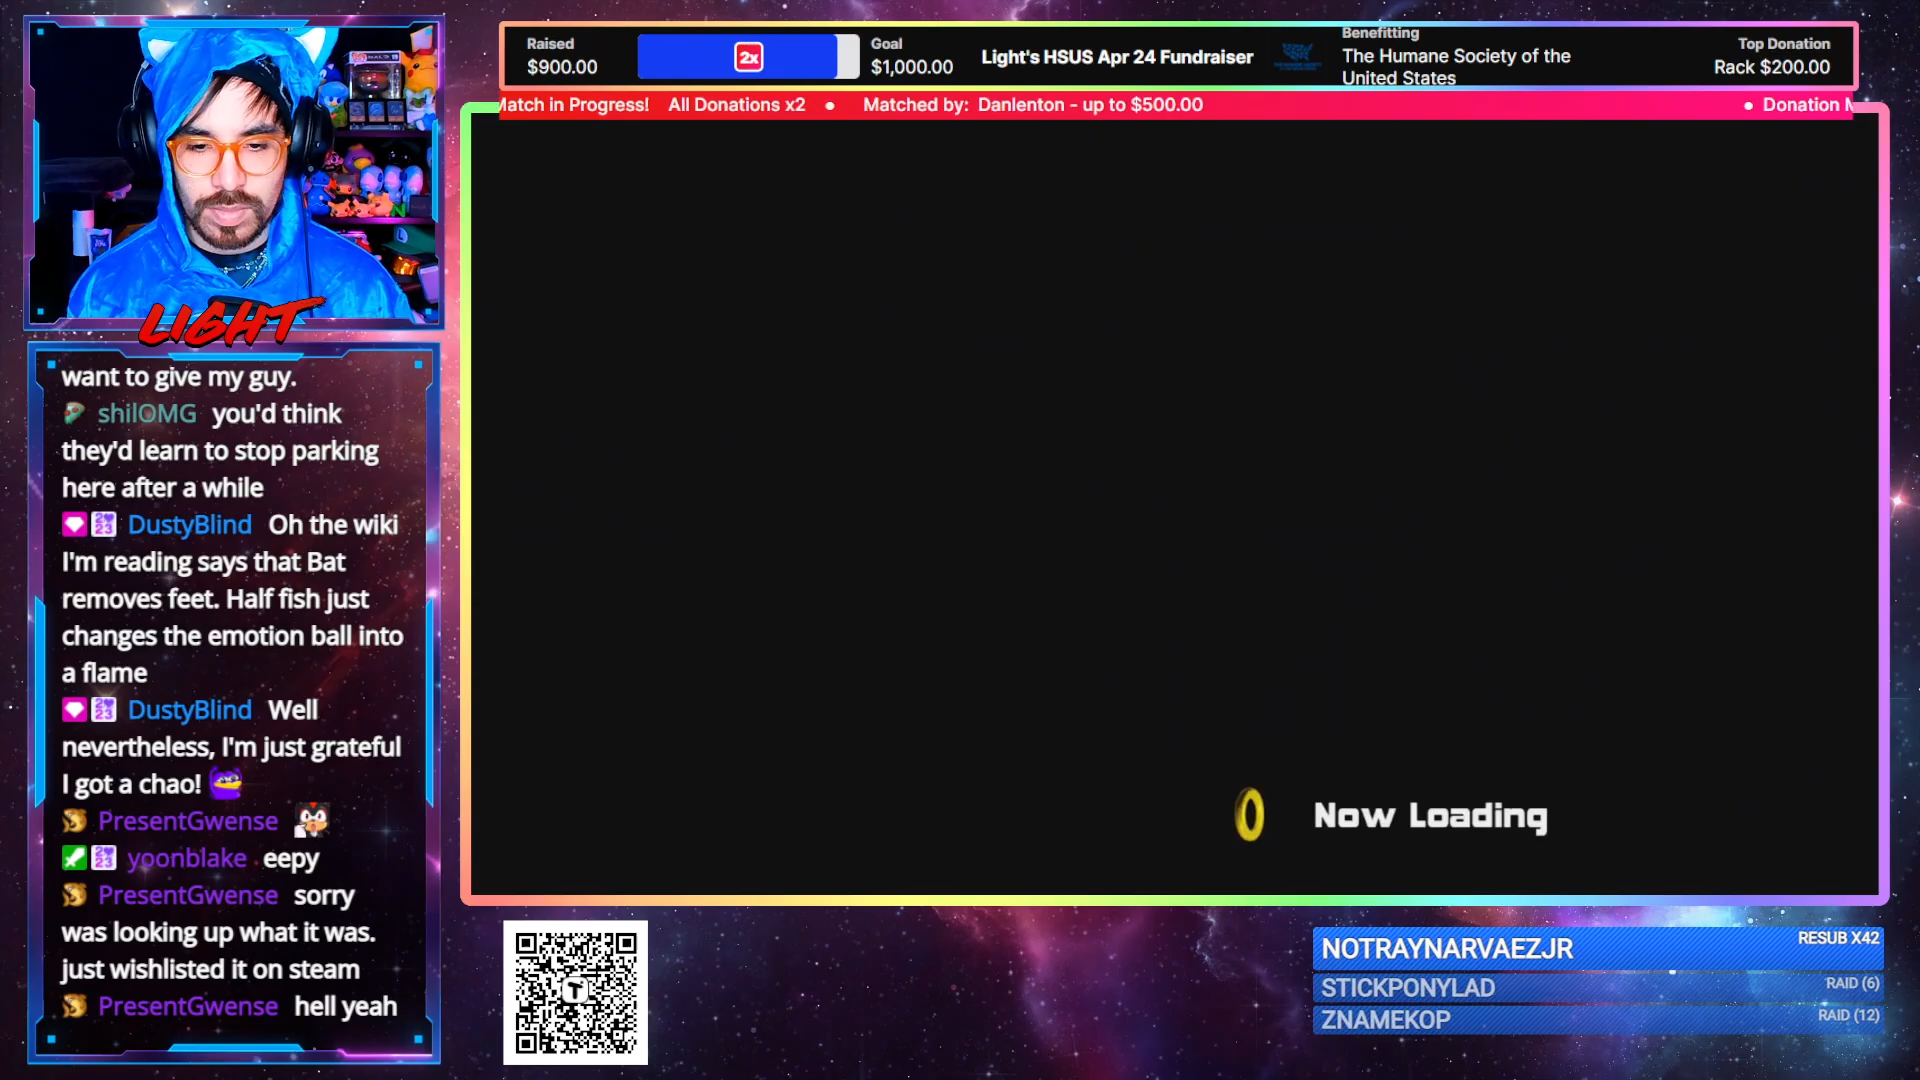 Raised
$900.00
2x
Goal
$1,000.00
Light's HSUS Apr 24 Fundraiser
Benefitting
The Humane Society of the
United States
Top Donation
Rack $200.00
Match in Progress! All Donations x2 • Matched by: Danlenton - up to $500.00 • Donation M
LIGHT
want to give my guy.
shilOMG you'd think
they'd learn to stop parking
here after a while
DustyBlind Oh the wiki
I'm reading says that Bat
removes feet. Half fish just
changes the emotion ball into
a flame
DustyBlind Well
nevertheless, I'm just grateful
I got a chao!
PresentGwense
yoonblake eepy
PresentGwense sorry
was looking up what it was.
just wishlisted it on steam
PresentGwense hell yeah
Now Loading
T
NOTRAYNARVAEZJR RESUB X42
STICKPONYLAD RAID (6)
ZNAMEKOP RAID (12)